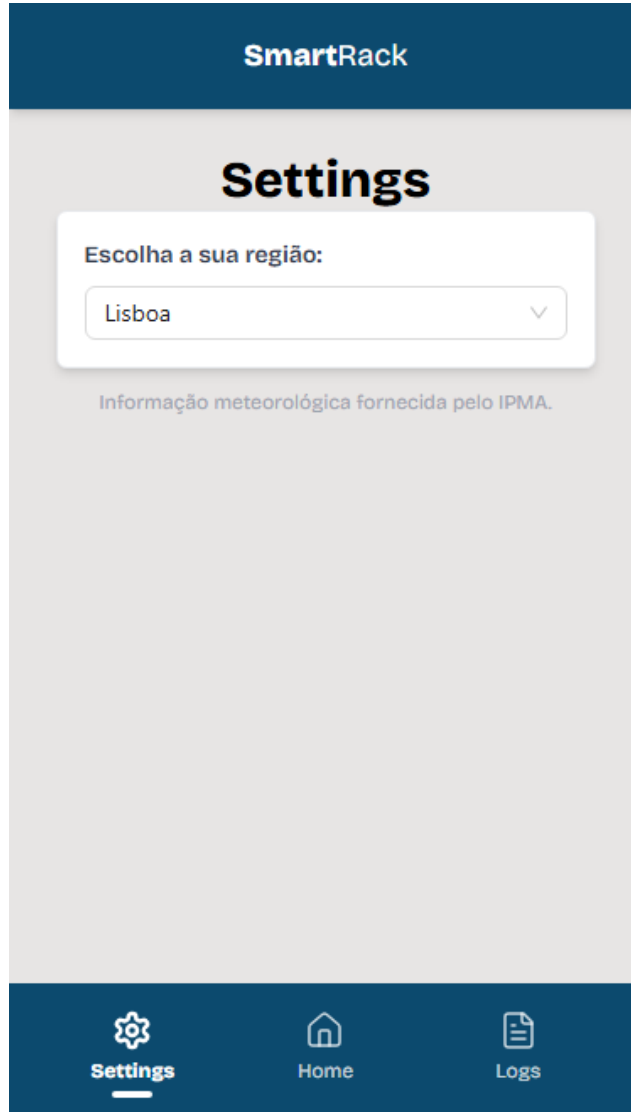 SmartRack
Settings
Escolha a sua região:
Lisboa
Informação meteorológica fornecida pelo IPMA.
Settings
Home
Logs